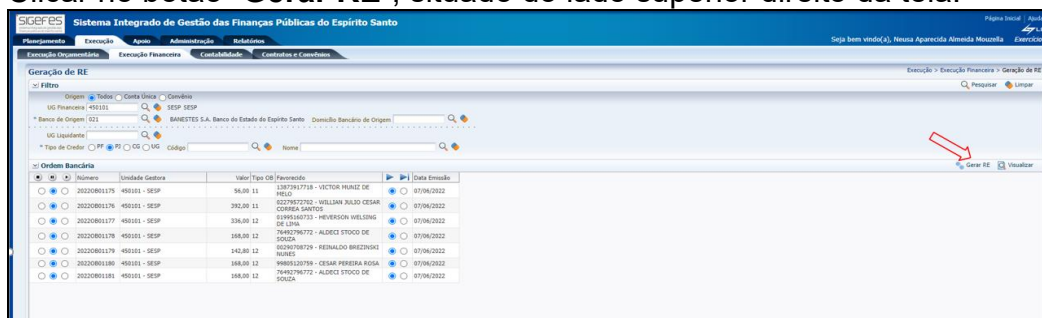 Clicar no botão "Gerar RE", situado do lado superior direito da tela.
SIGEFES Sistema Integrado de Gestão das Finanças Públicas do Espírito Santo
Página Inicial | Ajuda
Planejamento Execução Apoio Administração Relatórios
Seja bem vindo(a), Neusa Aparecida Almeida Mouzella Exercício
Execução Orçamentária Execução Financeira Contabilidade Contratos e Convênios
Geração de RE
Execução > Execução Financeira > Geração de RE
Filtro
Pesquisar Limpar
Origem Todos Conta Única Convênio
UG Financeira 450101 SESP SESP
* Banco de Origem 021 BANESTES S.A. Banco do Estado do Espírito Santo Domicílio Bancário de Origem
UG Liquidante
* Tipo de Credor PF PJ CG UG Código Nome
Gerar RE Visualizar
Ordem Bancária
Número Unidade Gestora Valor Tipo OB Favorecido Data Emissão
2022OB01175 450101 - SESP 56,00 11 13873917718 - VICTOR MUNIZ DE MELO 07/06/2022
2022OB01176 450101 - SESP 392,00 11 02279572702 - WILLIAN JULIO CESAR CORREA SANTOS 07/06/2022
2022OB01177 450101 - SESP 336,00 12 01995160733 - HEVERSON WELSING DE LIMA 07/06/2022
2022OB01178 450101 - SESP 168,00 12 76492796772 - ALDECI STOCO DE SOUZA 07/06/2022
2022OB01179 450101 - SESP 142,80 12 00290708729 - REINALDO BREZINSKI NUNES 07/06/2022
2022OB01180 450101 - SESP 168,00 12 99805120759 - CESAR PEREIRA ROSA 07/06/2022
2022OB01181 450101 - SESP 168,00 12 76492796772 - ALDECI STOCO DE SOUZA 07/06/2022